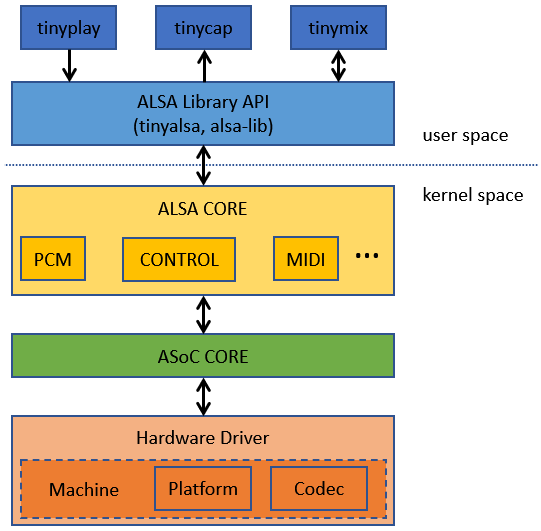 tinyplay
tinycap
tinymix
ALSA Library API
(tinyalsa, alsa-lib)
user space
kernel space
ALSA CORE
PCM
CONTROL
MIDI
...
ASoC CORE
Hardware Driver
Machine
Platform
Codec